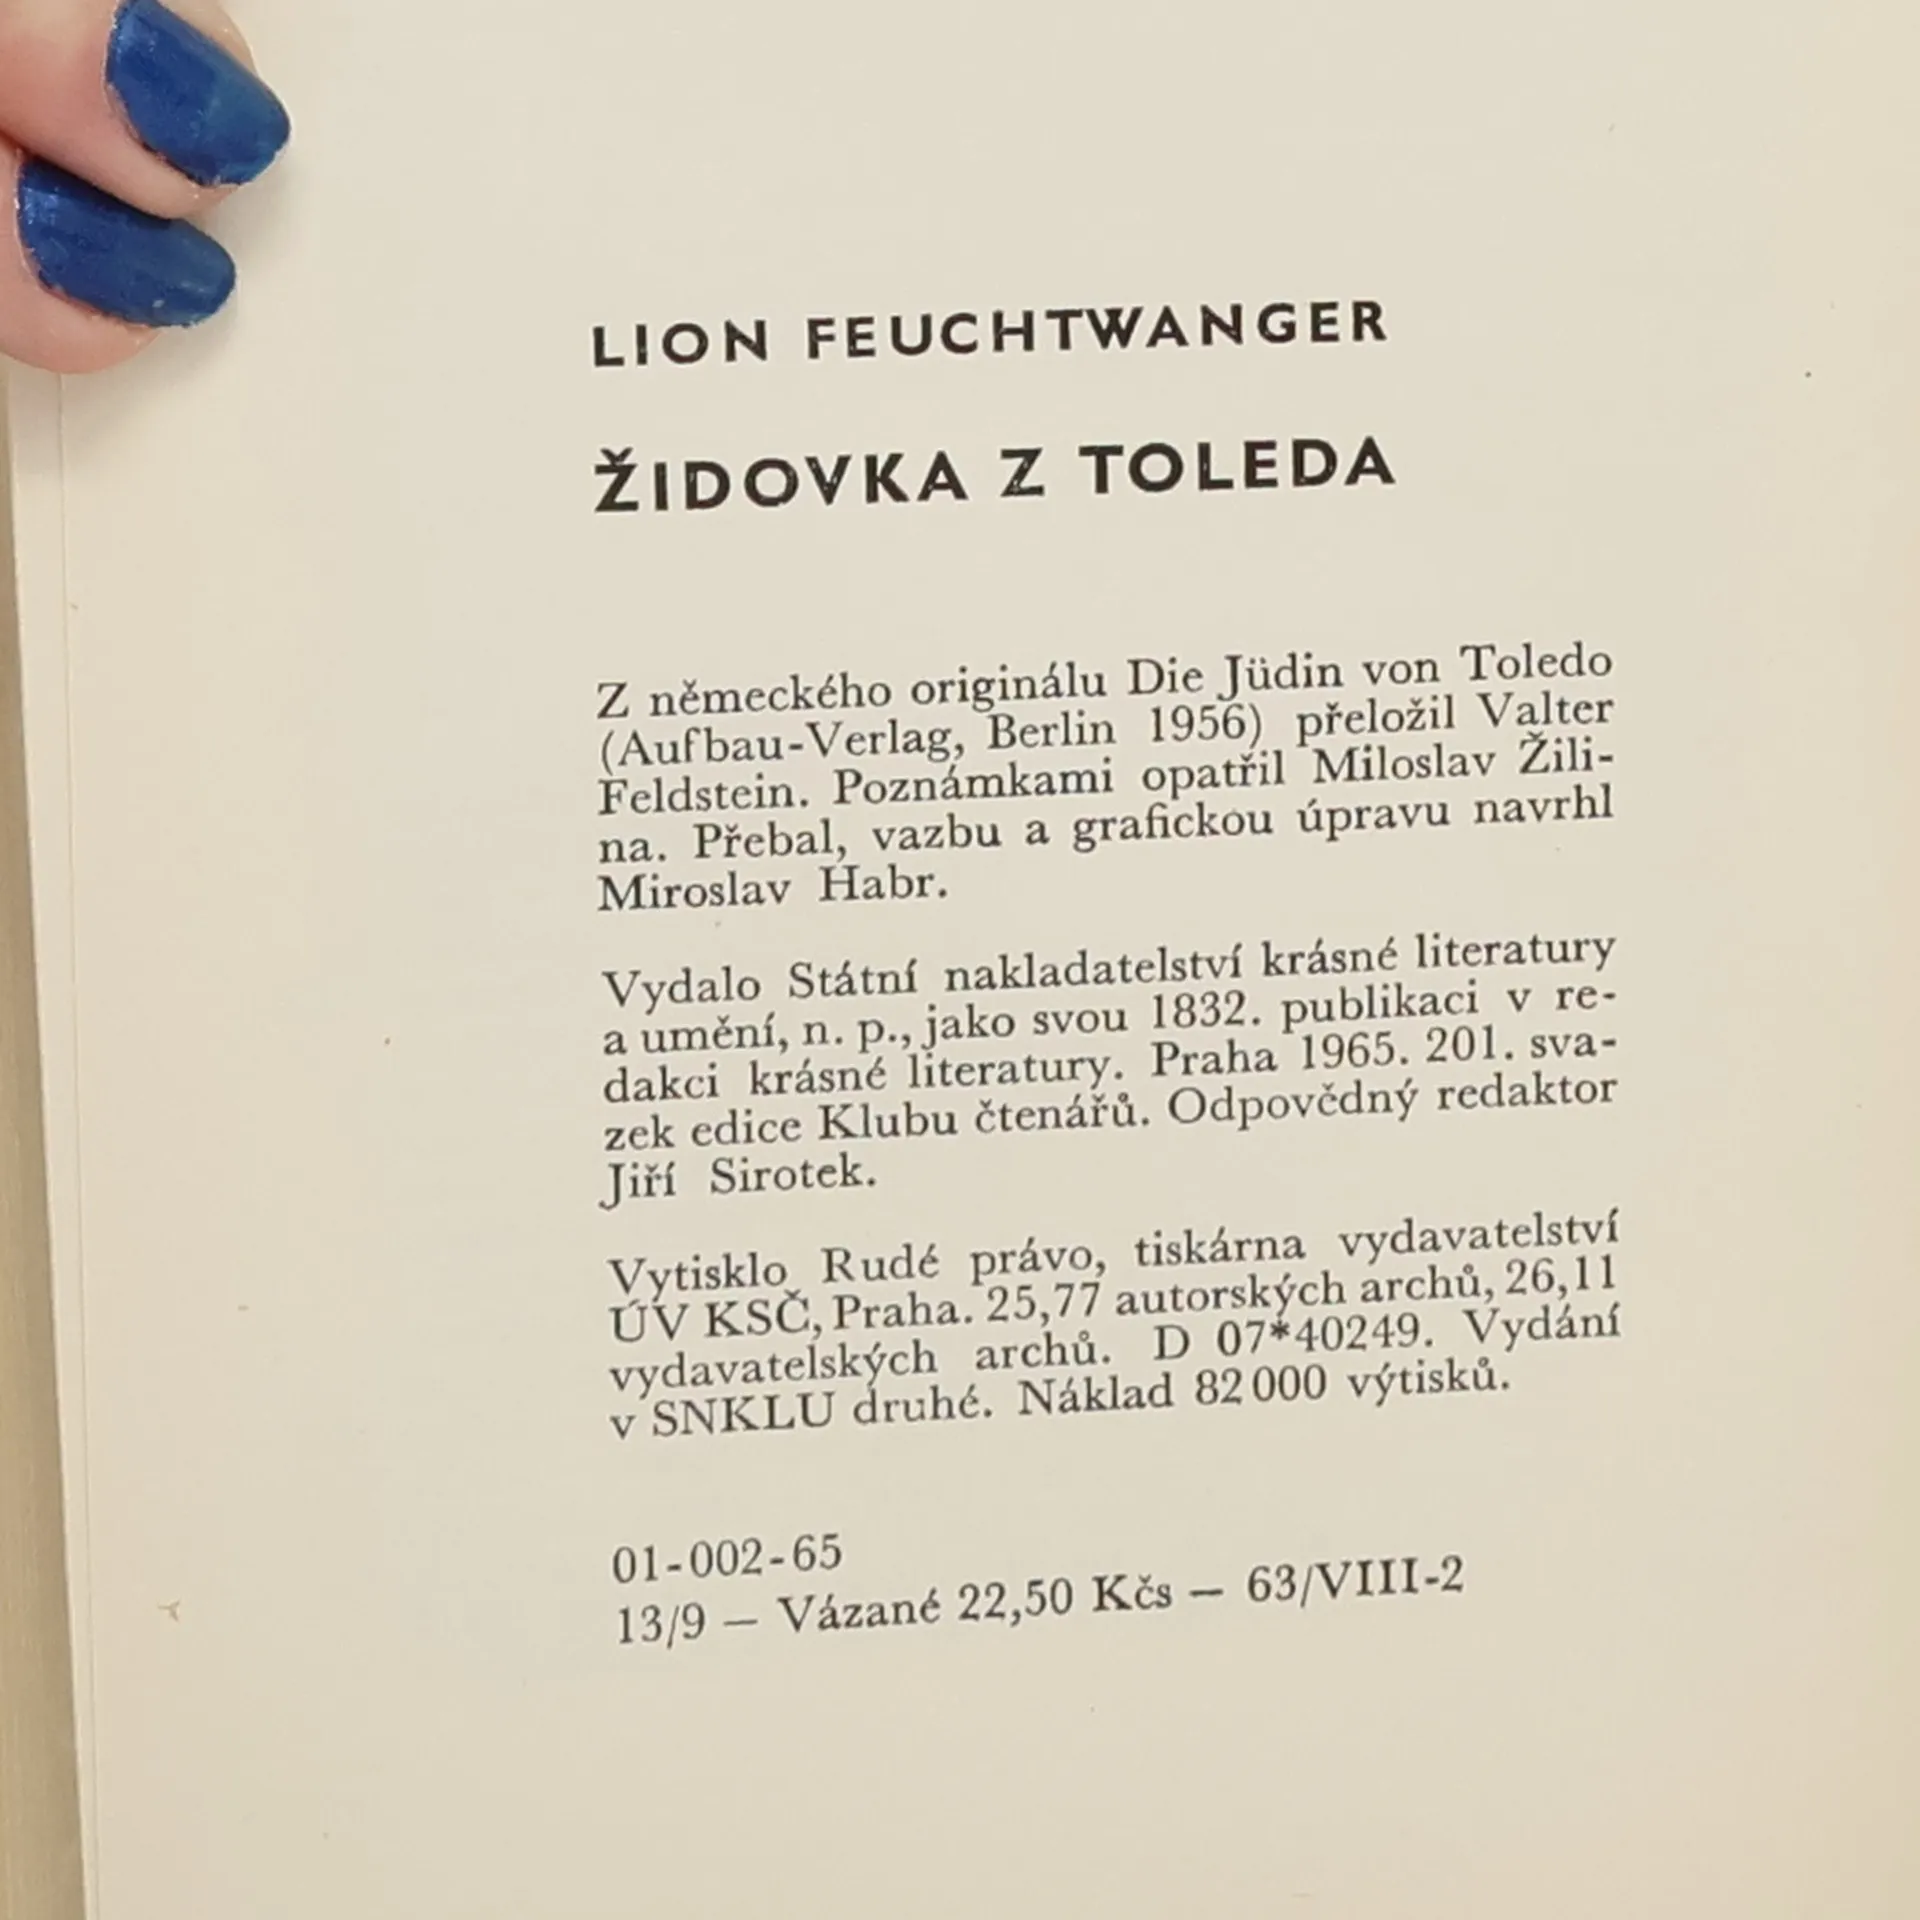 LION FEUCHTWANGER
ŽIDOVKA Z TOLEDA
Z německého originálu Die Jüdin von Toledo
(Aufbau-Verlag, Berlin 1956) přeložil Valter
Feldstein. Poznámkami opatřil Miloslav Žili-
na. Přebal, vazbu a grafickou úpravu navrhl
Miroslav Habr.
Vydalo Státní nakladatelství krásné literatury
a umění, n. p., jako svou 1832. publikaci v re-
dakci krásné literatury. Praha 1965. 201. sva-
zek edice Klubu čtenářů. Odpovědný redaktor
Jiří Sirotek.
Vytisklo Rudé právo, tiskárna vydavatelství
ÚV KSČ, Praha. 25,77 autorských archů, 26,11
vydavatelských archů. D 07*40249. Vydání
v SNKLU druhé. Náklad 82 000 výtisků.
01-002-65
13/9 — Vázané 22,50 Kčs — 63/VIII-2